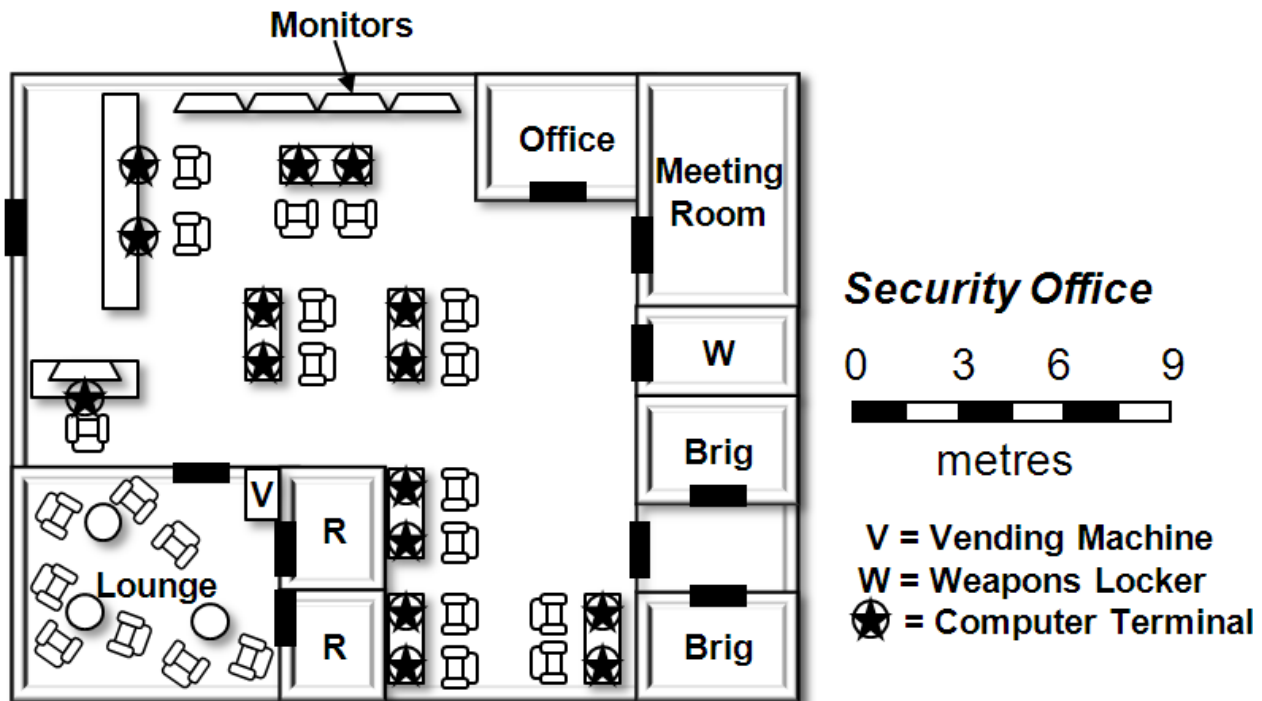 Monitors
Office
Meeting
Room
W
Brig
V
R
Lounge
R
Brig
Security Office
0 3 6 9
metres
V = Vending Machine
W = Weapons Locker
= Computer Terminal